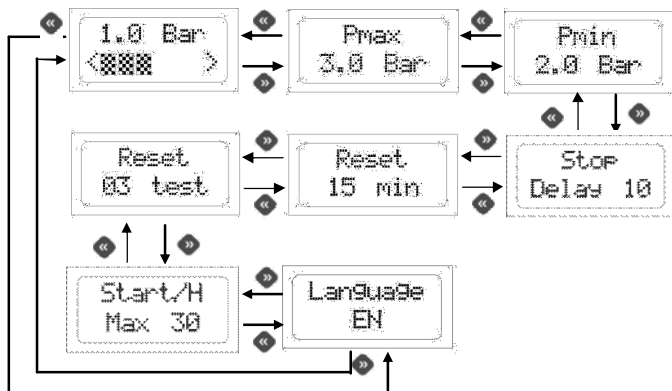 «
«
«
1.0 Bar
<        >
Pmax
3.0 Bar
Pmin
2.0 Bar
»
»
«
»
»
»
Reset
03 test
Reset
15 min
Stop
Delay 10
«
«
«
»
»
Start/H
Max 30
Language
EN
«
»